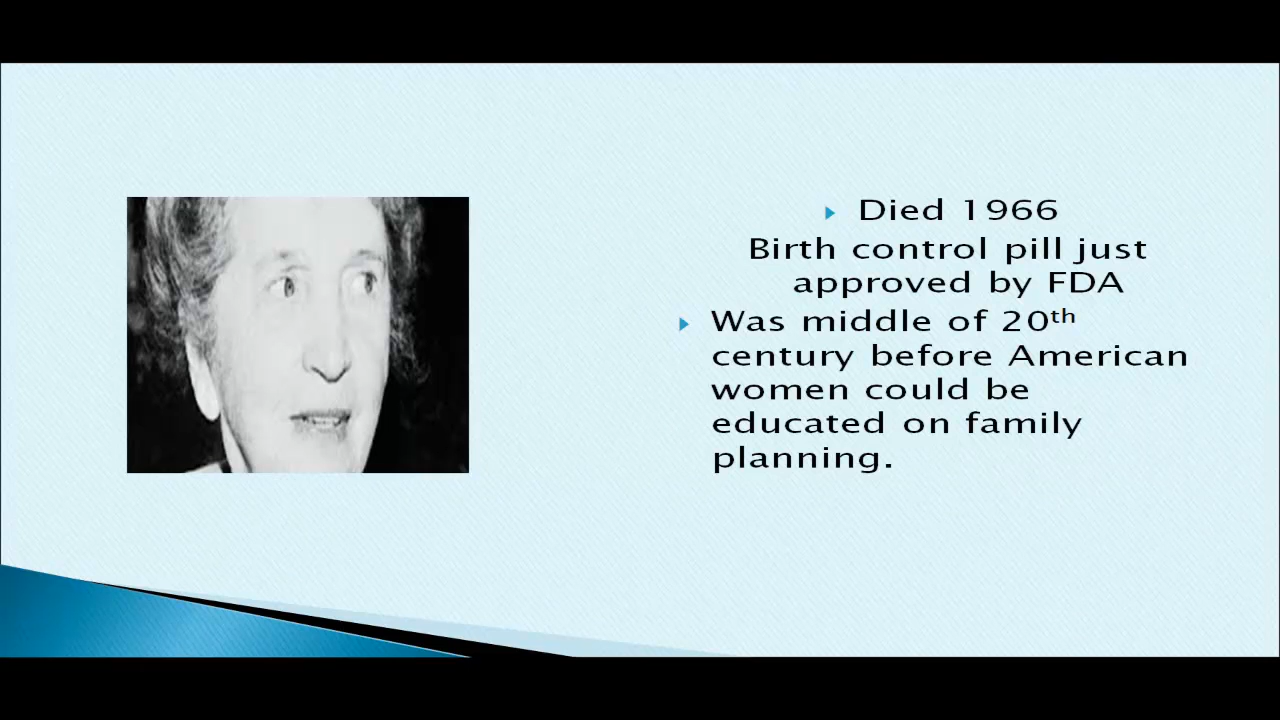 Died 1966
Birth control pill just
approved by FDA
Was middle of 20th
century before American
women could be
educated on family
planning.